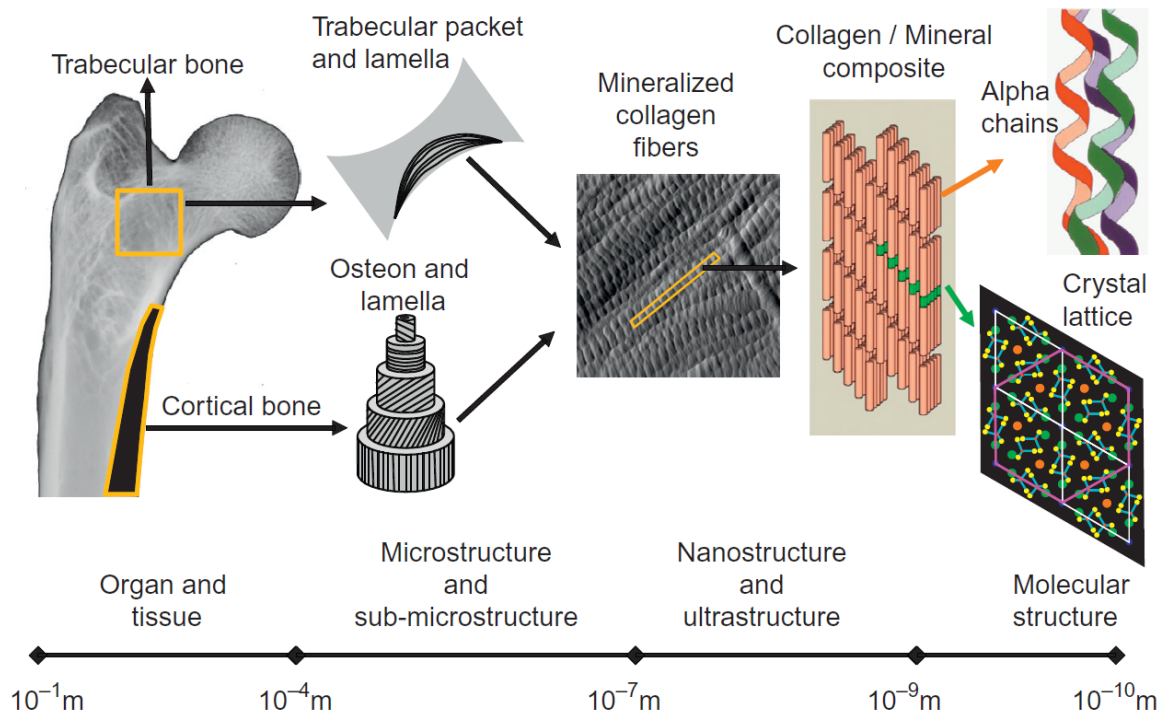 Trabecular bone
Trabecular packet
and lamella
Mineralized
collagen
fibers
Collagen / Mineral
composite
Alpha
chains
Osteon and
lamella
Cortical bone
Crystal
lattice
Organ and
tissue
Microstructure
and
sub-microstructure
Nanostructure
and
ultrastructure
Molecular
structure
10⁻¹m
10⁻⁴m
10⁻⁷m
10⁻⁹m
10⁻¹⁰m